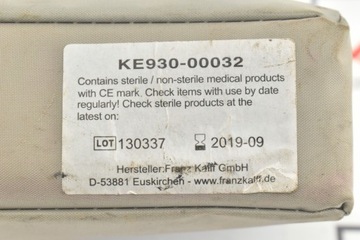 KE930-00032
Contains sterile / non-sterile medical products
with CE mark. Check items with use by date
regularly! Check sterile products at the
latest on:
LOT 130337 2019-09
Hersteller:Franz Kalff GmbH
D-53881 Euskirchen - www.franzkalff.de